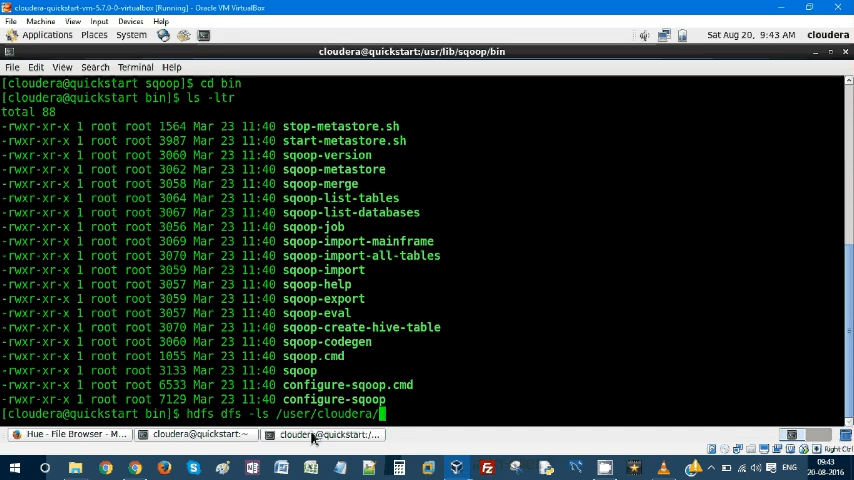 cloudera-quickstart-vm-5.7.0-0-virtualbox [Running] - Oracle VM VirtualBox
File Machine View Input Devices Help
Applications Places System Sat Aug 20, 9:43 AM cloudera
cloudera@quickstart:/usr/lib/sqoop/bin
File Edit View Search Terminal Help
[cloudera@quickstart sqoop]$ cd bin
[cloudera@quickstart bin]$ ls -ltr
total 88
-rwxr-xr-x 1 root root 1564 Mar 23 11:40 stop-metastore.sh
-rwxr-xr-x 1 root root 3987 Mar 23 11:40 start-metastore.sh
-rwxr-xr-x 1 root root 3060 Mar 23 11:40 sqoop-version
-rwxr-xr-x 1 root root 3062 Mar 23 11:40 sqoop-metastore
-rwxr-xr-x 1 root root 3058 Mar 23 11:40 sqoop-merge
-rwxr-xr-x 1 root root 3064 Mar 23 11:40 sqoop-list-tables
-rwxr-xr-x 1 root root 3067 Mar 23 11:40 sqoop-list-databases
-rwxr-xr-x 1 root root 3056 Mar 23 11:40 sqoop-job
-rwxr-xr-x 1 root root 3069 Mar 23 11:40 sqoop-import-mainframe
-rwxr-xr-x 1 root root 3070 Mar 23 11:40 sqoop-import-all-tables
-rwxr-xr-x 1 root root 3059 Mar 23 11:40 sqoop-import
-rwxr-xr-x 1 root root 3057 Mar 23 11:40 sqoop-help
-rwxr-xr-x 1 root root 3059 Mar 23 11:40 sqoop-export
-rwxr-xr-x 1 root root 3057 Mar 23 11:40 sqoop-eval
-rwxr-xr-x 1 root root 3070 Mar 23 11:40 sqoop-create-hive-table
-rwxr-xr-x 1 root root 3060 Mar 23 11:40 sqoop-codegen
-rwxr-xr-x 1 root root 1055 Mar 23 11:40 sqoop.cmd
-rwxr-xr-x 1 root root 3133 Mar 23 11:40 sqoop
-rwxr-xr-x 1 root root 6533 Mar 23 11:40 configure-sqoop.cmd
-rwxr-xr-x 1 root root 7129 Mar 23 11:40 configure-sqoop
[cloudera@quickstart bin]$ hdfs dfs -ls /user/cloudera/
Hue - File Browser - M... cloudera@quickstart:~ cloudera@quickstart:/...
Right Ctrl
ENG 09:43
20-08-2016